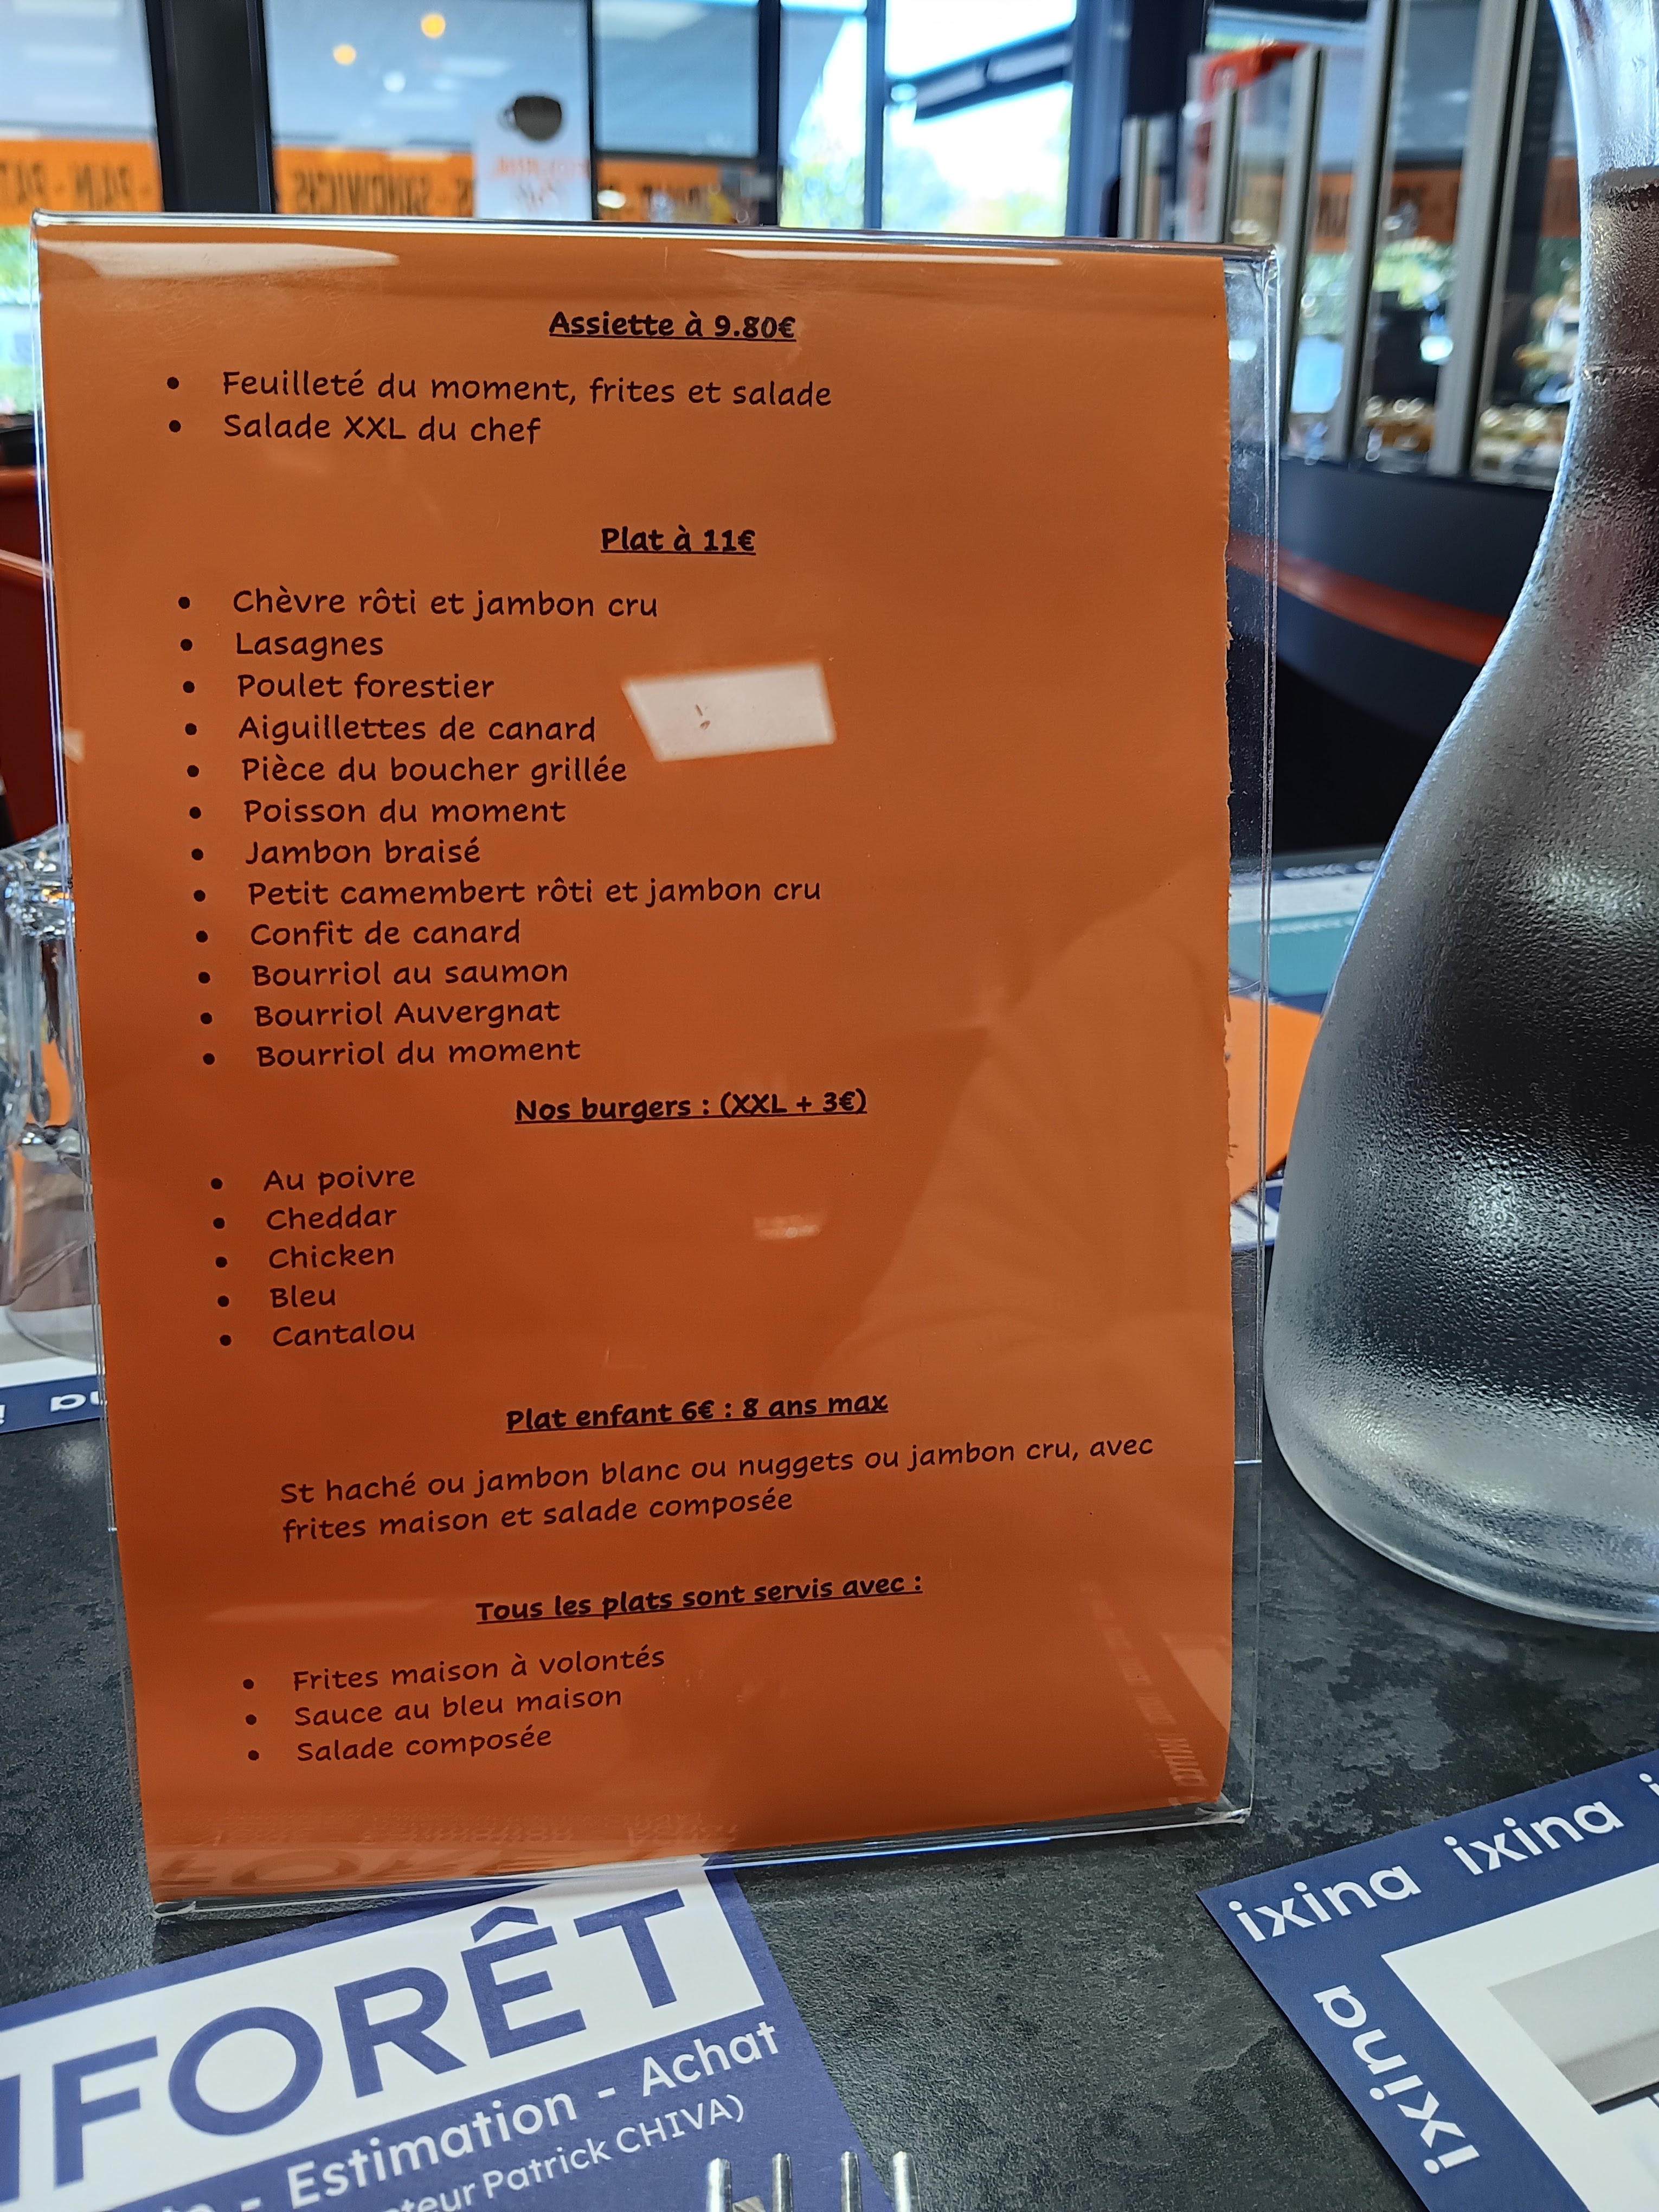 Assiette à 9.80€
• Feuilleté du moment, frites et salade
• Salade XXL du chef
Plat à 11€
• Chèvre rôti et jambon cru
• Lasagnes
• Poulet forestier
• Aiguillettes de canard
• Pièce du boucher grillée
• Poisson du moment
• Jambon braisé
• Petit camembert rôti et jambon cru
• Confit de canard
• Bourriol au saumon
• Bourriol Auvergnat
• Bourriol du moment
Nos burgers : (XXL + 3€)
• Au poivre
• Cheddar
• Chicken
• Bleu
• Cantalou
Plat enfant 6€ : 8 ans max
St haché ou jambon blanc ou nuggets ou jambon cru, avec
frites maison et salade composée
Tous les plats sont servis avec :
• Frites maison à volontés
• Sauce au bleu maison
• Salade composée
FORÊT
- Estimation - Achat
Patrick CHIVA)
ixina ixina
ixina